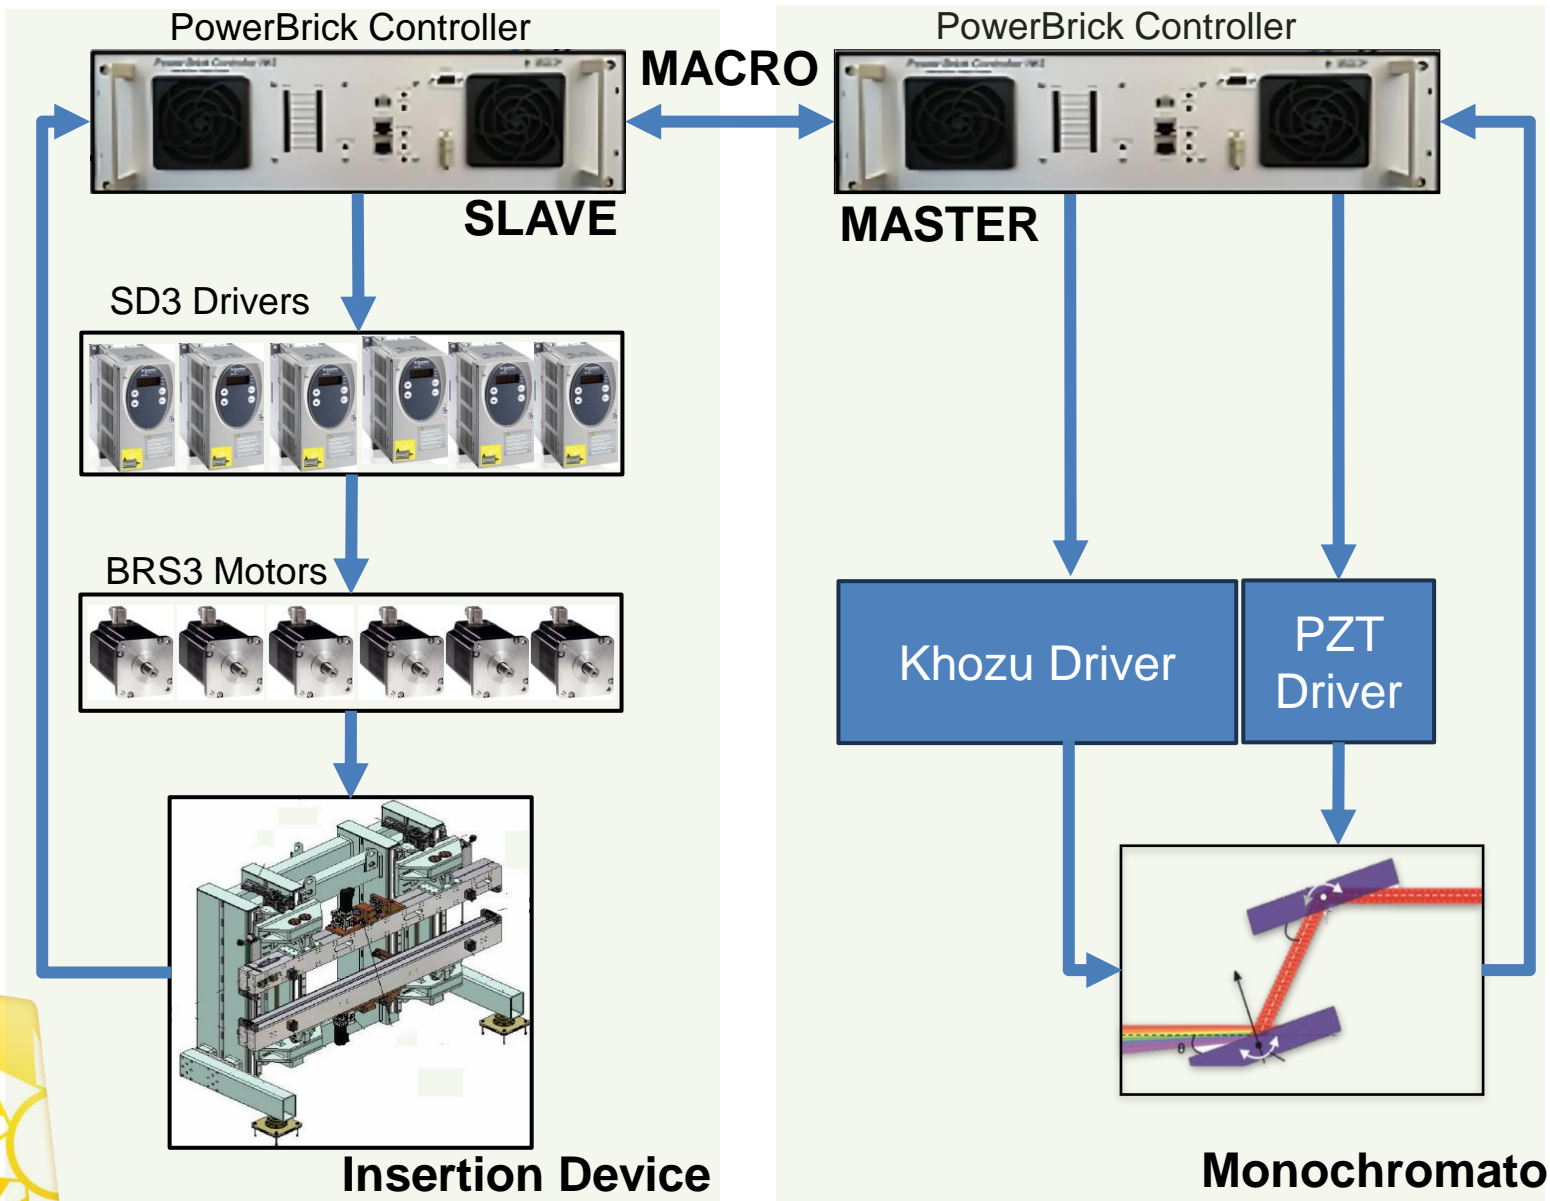 PowerBrick Controller
PowerBrick Controller
MACRO
SLAVE
MASTER
SD3 Drivers
BRS3 Motors
Khozu Driver
PZT
Driver
θ
Insertion Device
Monochromato